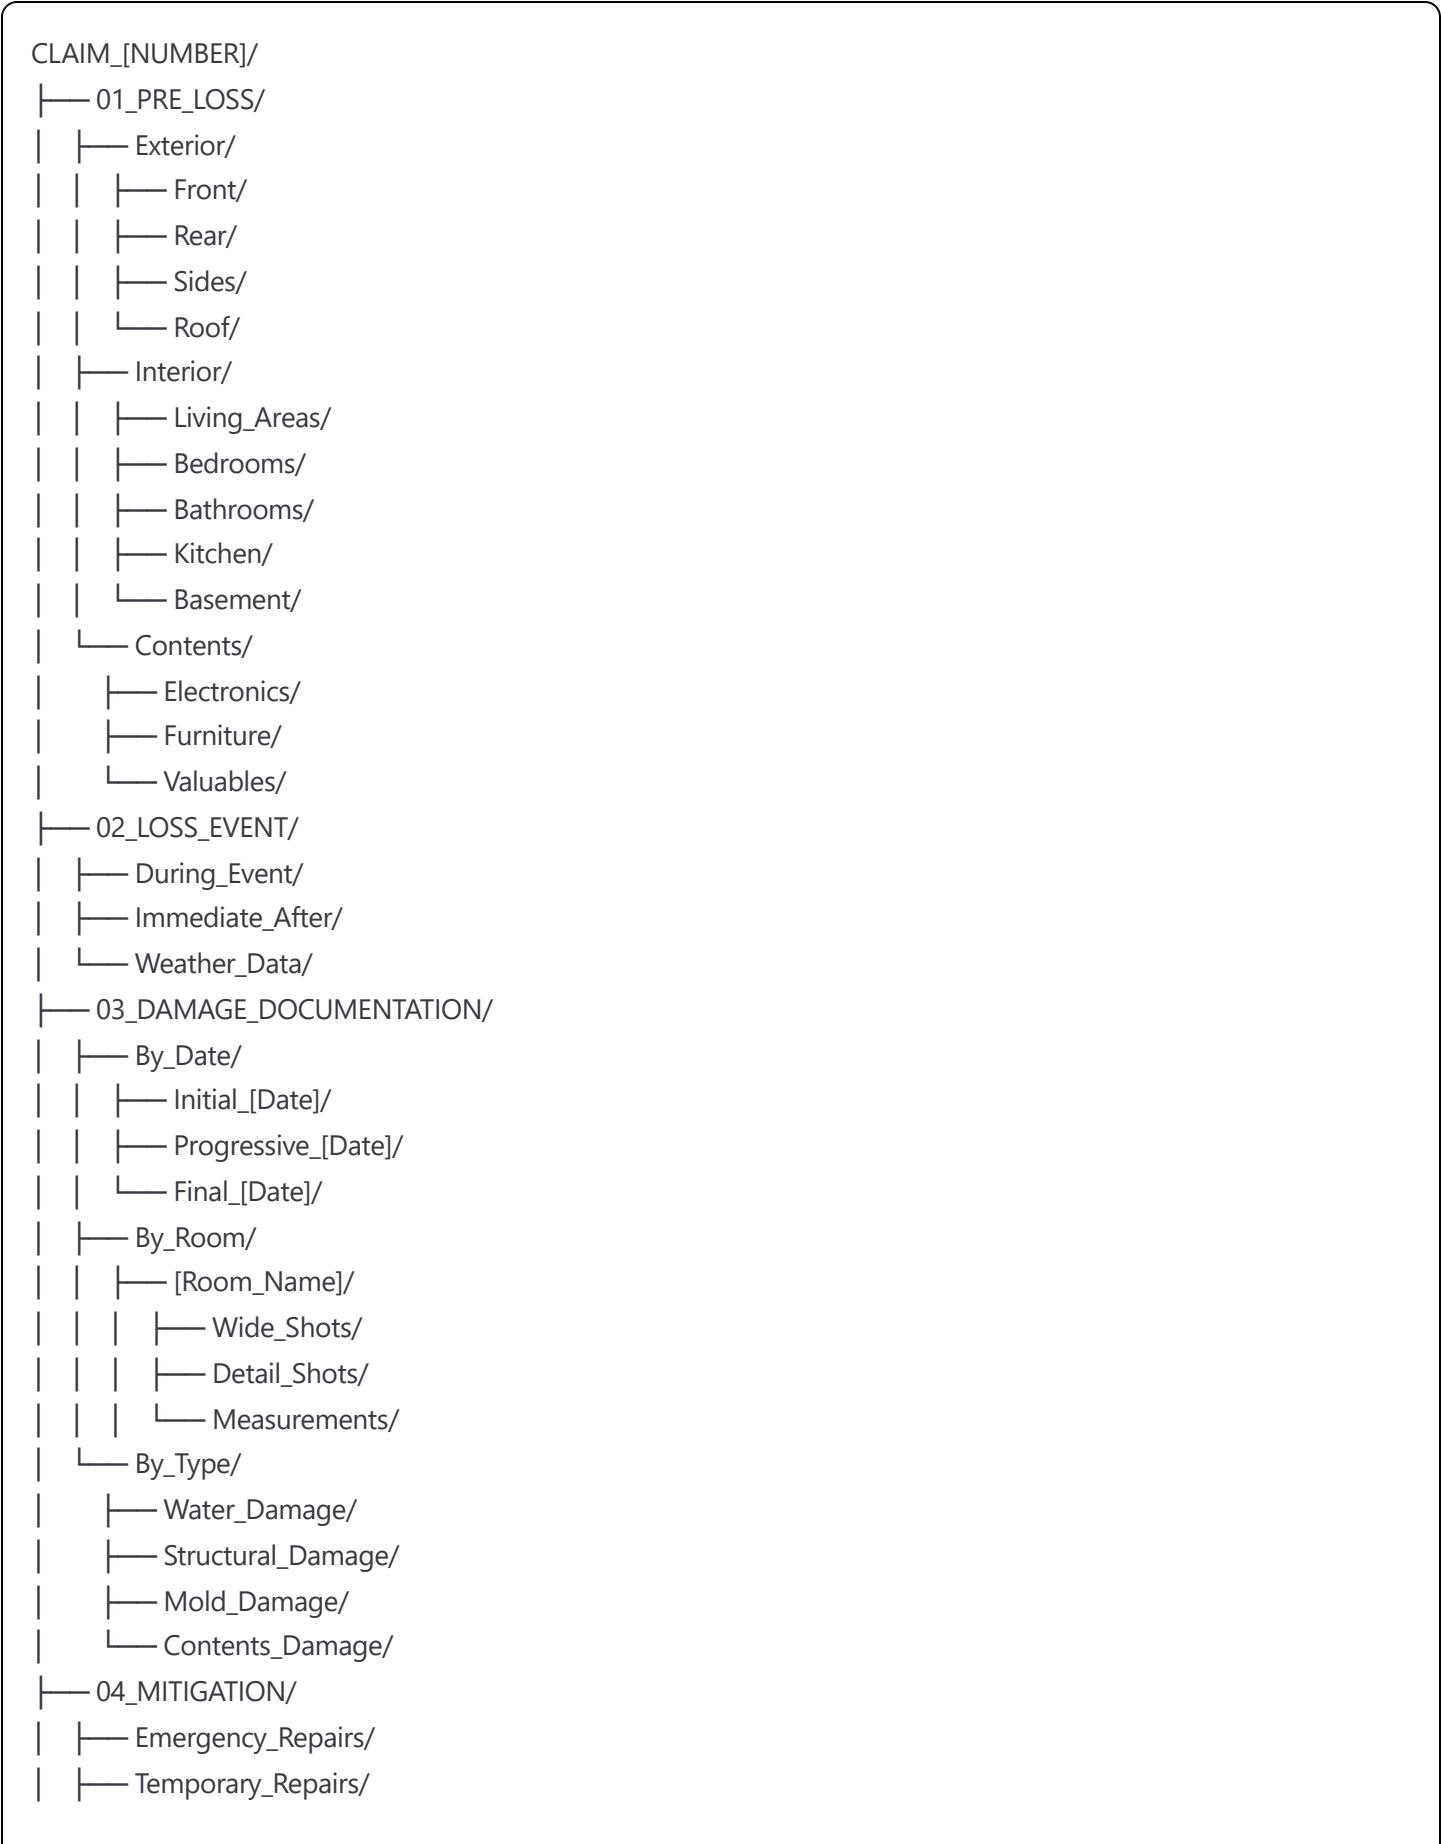 CLAIM_[NUMBER]/
├── 01_PRE_LOSS/
│   ├── Exterior/
│   │   ├── Front/
│   │   ├── Rear/
│   │   ├── Sides/
│   │   └── Roof/
│   ├── Interior/
│   │   ├── Living_Areas/
│   │   ├── Bedrooms/
│   │   ├── Bathrooms/
│   │   ├── Kitchen/
│   │   └── Basement/
│   └── Contents/
│       ├── Electronics/
│       ├── Furniture/
│       └── Valuables/
├── 02_LOSS_EVENT/
│   ├── During_Event/
│   ├── Immediate_After/
│   └── Weather_Data/
├── 03_DAMAGE_DOCUMENTATION/
│   ├── By_Date/
│   │   ├── Initial_[Date]/
│   │   ├── Progressive_[Date]/
│   │   └── Final_[Date]/
│   ├── By_Room/
│   │   ├── [Room_Name]/
│   │   │   ├── Wide_Shots/
│   │   │   ├── Detail_Shots/
│   │   │   └── Measurements/
│   └── By_Type/
│       ├── Water_Damage/
│       ├── Structural_Damage/
│       ├── Mold_Damage/
│       └── Contents_Damage/
├── 04_MITIGATION/
│   ├── Emergency_Repairs/
│   ├── Temporary_Repairs/